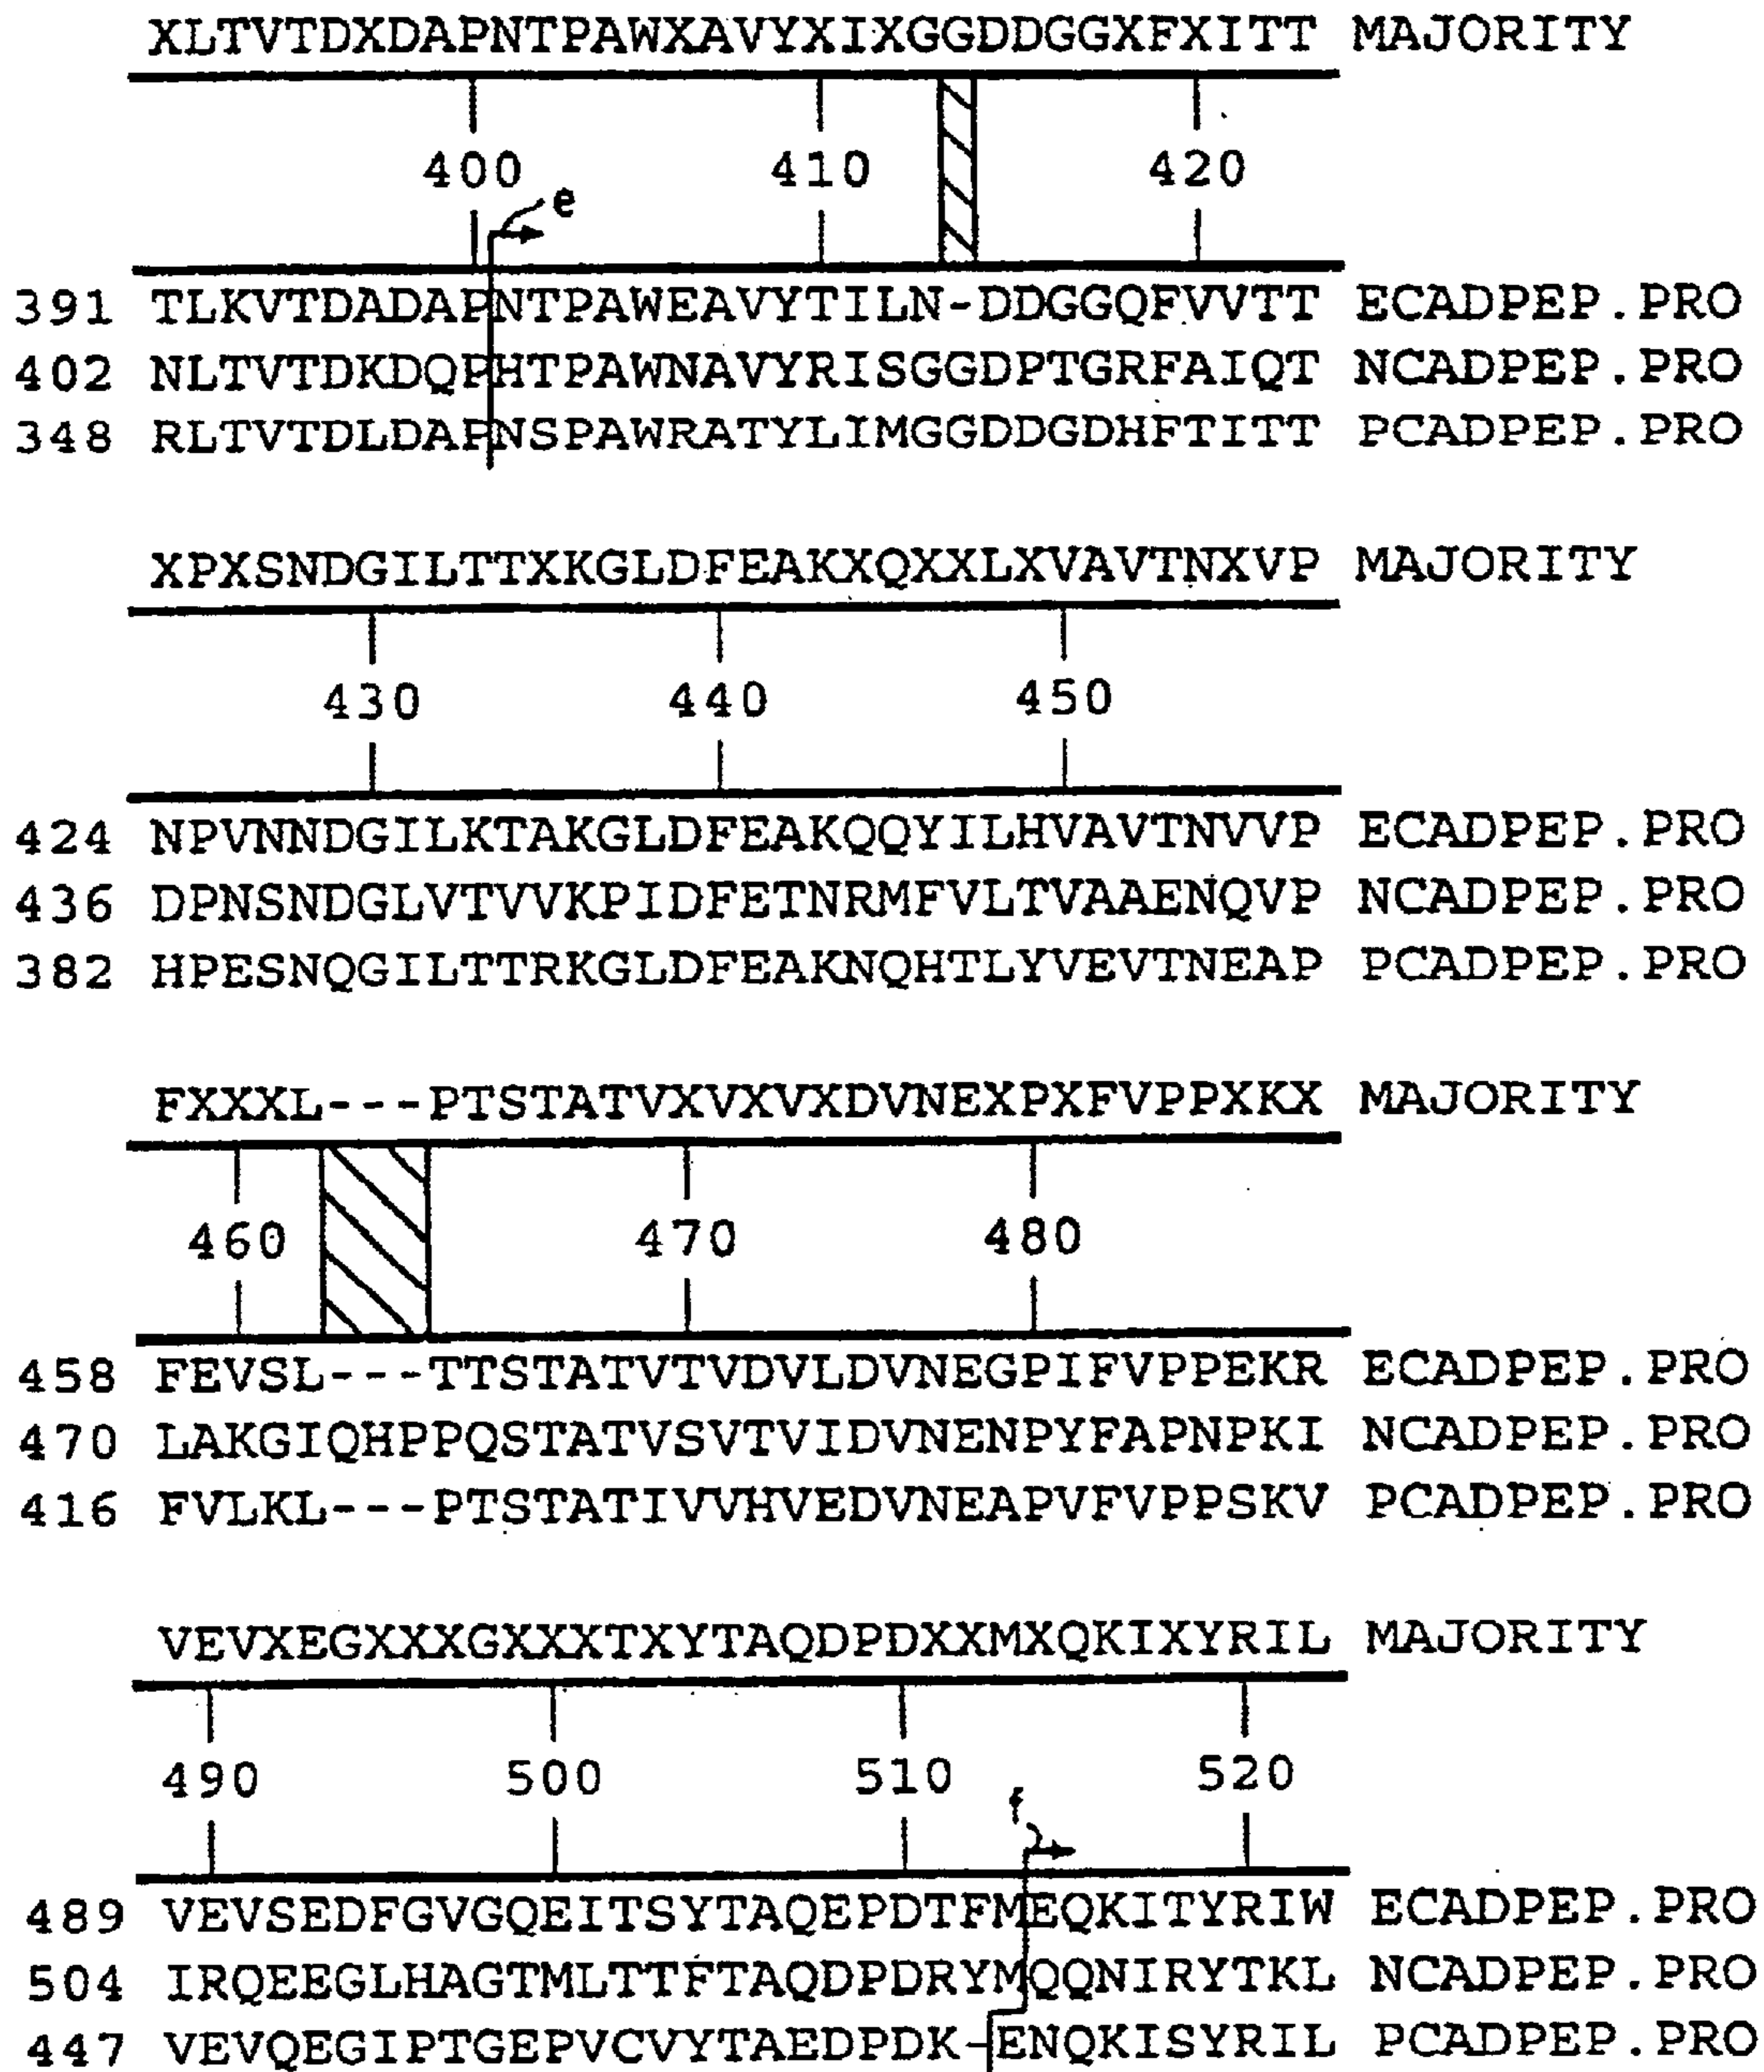 XLTVTDXDAPNTPAWXAVYXIXGGDDGGXFXITT MAJORITY
400 410 420
e
391 TLKVTDADAPNTPAWEAVYTILN-DDGGQFVVTT ECADPEP.PRO
402 NLTVTDKDQPHTPAWNAVYRISGGDPTGRFAIQT NCADPEP.PRO
348 RLTVTDLDAPNSPAWRATYLIMGGDDGDHFTITT PCADPEP.PRO
XPXSNDGILTTXKGLDFEAKXQXXLXVAVTNXVP MAJORITY
430 440 450
424 NPVNNDGILKTAKGLDFEAKQQYILHVAVTNVVP ECADPEP.PRO
436 DPNSNDGLVTVVKPIDFETNRMFVLTVAAENQVP NCADPEP.PRO
382 HPESNQGILTTRKGLDFEAKNQHTLYVEVTNEAP PCADPEP.PRO
FXXXL---PTSTATVXVXVXDVNEXPXFVPPXKX MAJORITY
460 470 480
458 FEVSL---TTSTATVTVDVLDVNEGPIFVPPEKR ECADPEP.PRO
470 LAKGIQHPPQSTATVSVTVIDVNENPYFAPNPKI NCADPEP.PRO
416 FVLKL---PTSTATIVVHVEDVNEAPVFVPPSKV PCADPEP.PRO
VEVXEGXXXGXXXTXYTAQDPDXXMXQKIXYRIL MAJORITY
490 500 510 520
f
489 VEVSEDFGVGQEITSYTAQEPDTFMEQKITYRIW ECADPEP.PRO
504 IRQEEGLHAGTMLTTFTAQDPDRYMQQNIRYTKL NCADPEP.PRO
447 VEVQEGIPTGEPVCVYTAEDPDK-ENQKISYRIL PCADPEP.PRO